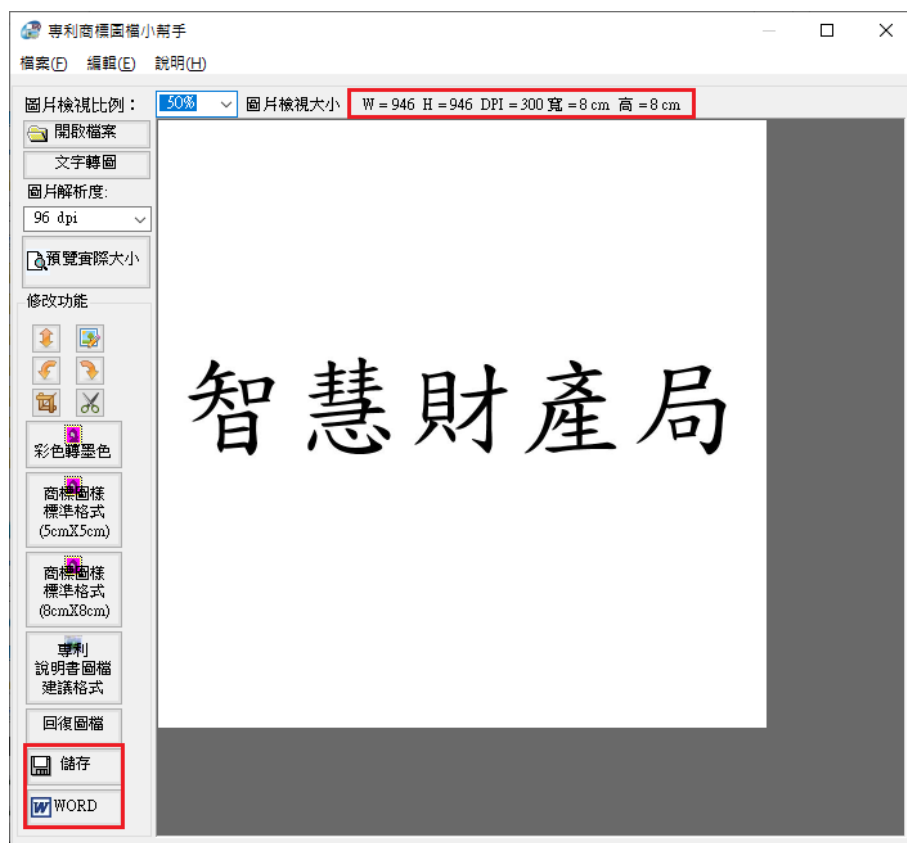 專利商標圖檔小幫手
檔案(F) 編輯(E) 說明(H)
圖片檢視比例： 50% 圖片檢視大小 W = 946 H = 946 DPI = 300 寬 = 8 cm 高 = 8 cm
開啟檔案
文字轉圖
圖片解析度:
96 dpi
預覽實際大小
修改功能
智慧財產局
彩色轉墨色
商標圖樣
標準格式
(5cmX5cm)
商標圖樣
標準格式
(8cmX8cm)
專利
說明書圖檔
建議格式
回復圖檔
儲存
WORD